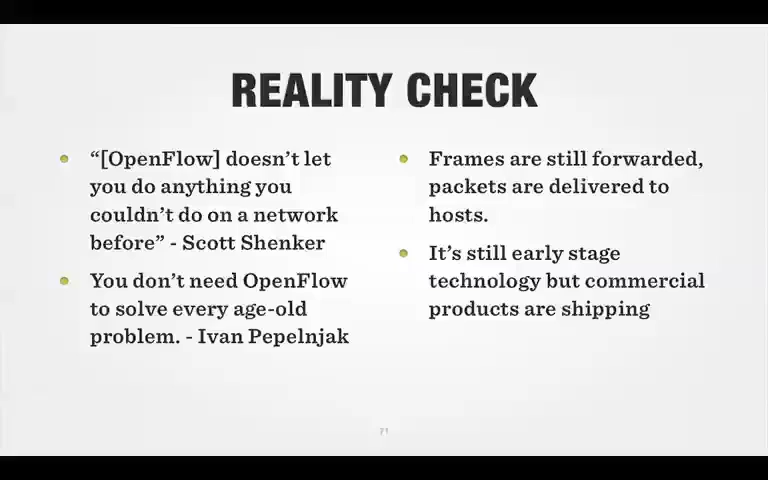 REALITY CHECK
“[OpenFlow] doesn’t let
you do anything you
couldn’t do on a network
before” - Scott Shenker
You don’t need OpenFlow
to solve every age-old
problem. - Ivan Pepelnjak
Frames are still forwarded,
packets are delivered to
hosts.
It’s still early stage
technology but commercial
products are shipping
71